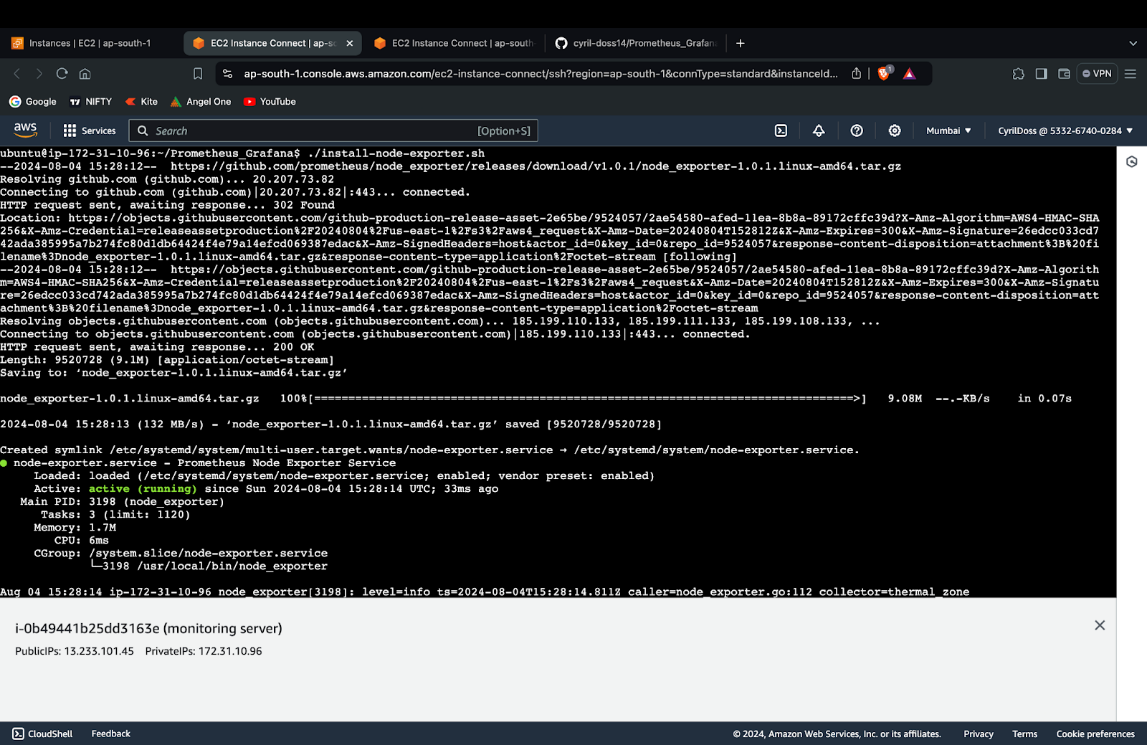 Instances | EC2 | ap-south-1
EC2 Instance Connect | ap-s
EC2 Instance Connect | ap-south
cyril-doss14/Prometheus_Grafan
ap-south-1.console.aws.amazon.com/ec2-instance-connect/ssh?region=ap-south-1&connType=standard&instanceId...
1
VPN
Google
NIFTY
Kite
Angel One
YouTube
aws
Services
Search
[Option+S]
Mumbai
CyrilDoss @ 5332-6740-0284
ubuntu@ip-172-31-10-96:~/Prometheus_Grafana$ ./install-node-exporter.sh
--2024-08-04 15:28:12-- https://github.com/prometheus/node_exporter/releases/download/v1.0.1/node_exporter-1.0.1.linux-amd64.tar.gz
Resolving github.com (github.com)... 20.207.73.82
Connecting to github.com (github.com)|20.207.73.82|:443... connected.
HTTP request sent, awaiting response... 302 Found
Location: https://objects.githubusercontent.com/github-production-release-asset-2e65be/9524057/2ae54580-afed-11ea-8b8a-89172cffc39d?X-Amz-Algorithm=AWS4-HMAC-SHA
256&X-Amz-Credential=releaseassetproduction%2F20240804%2Fus-east-1%2Fs3%2Faws4_request&X-Amz-Date=20240804T152812Z&X-Amz-Expires=300&X-Amz-Signature=26edcc033cd7
42ada385995a7b274fc80d1db64424f4e79a14efcd069387edac&X-Amz-SignedHeaders=host&actor_id=0&key_id=0&repo_id=9524057&response-content-disposition=attachment%3B%20fi
lename%3Dnode_exporter-1.0.1.linux-amd64.tar.gz&response-content-type=application%2Foctet-stream [following]
--2024-08-04 15:28:12-- https://objects.githubusercontent.com/github-production-release-asset-2e65be/9524057/2ae54580-afed-11ea-8b8a-89172cffc39d?X-Amz-Algorith
m=AWS4-HMAC-SHA256&X-Amz-Credential=releaseassetproduction%2F20240804%2Fus-east-1%2Fs3%2Faws4_request&X-Amz-Date=20240804T152812Z&X-Amz-Expires=300&X-Amz-Signatu
re=26edcc033cd742ada385995a7b274fc80d1db64424f4e79a14efcd069387edac&X-Amz-SignedHeaders=host&actor_id=0&key_id=0&repo_id=9524057&response-content-disposition=att
achment%3B%20filename%3Dnode_exporter-1.0.1.linux-amd64.tar.gz&response-content-type=application%2Foctet-stream
Resolving objects.githubusercontent.com (objects.githubusercontent.com)... 185.199.110.133, 185.199.111.133, 185.199.108.133, ...
Connecting to objects.githubusercontent.com (objects.githubusercontent.com)|185.199.110.133|:443... connected.
HTTP request sent, awaiting response... 200 OK
Length: 9520728 (9.1M) [application/octet-stream]
Saving to: ‘node_exporter-1.0.1.linux-amd64.tar.gz’
node_exporter-1.0.1.linux-amd64.tar.gz 100%[================================================================================>] 9.08M --.-KB/s in 0.07s
2024-08-04 15:28:13 (132 MB/s) - ‘node_exporter-1.0.1.linux-amd64.tar.gz’ saved [9520728/9520728]
Created symlink /etc/systemd/system/multi-user.target.wants/node-exporter.service → /etc/systemd/system/node-exporter.service.
● node-exporter.service - Prometheus Node Exporter Service
Loaded: loaded (/etc/systemd/system/node-exporter.service; enabled; vendor preset: enabled)
Active: active (running) since Sun 2024-08-04 15:28:14 UTC; 33ms ago
Main PID: 3198 (node_exporter)
Tasks: 3 (limit: 1120)
Memory: 1.7M
CPU: 6ms
CGroup: /system.slice/node-exporter.service
└─3198 /usr/local/bin/node_exporter
Aug 04 15:28:14 ip-172-31-10-96 node_exporter[3198]: level=info ts=2024-08-04T15:28:14.811Z caller=node_exporter.go:112 collector=thermal_zone
i-0b49441b25dd3163e (monitoring server)
PublicIPs: 13.233.101.45 PrivateIPs: 172.31.10.96
CloudShell
Feedback
© 2024, Amazon Web Services, Inc. or its affiliates.
Privacy
Terms
Cookie preferences